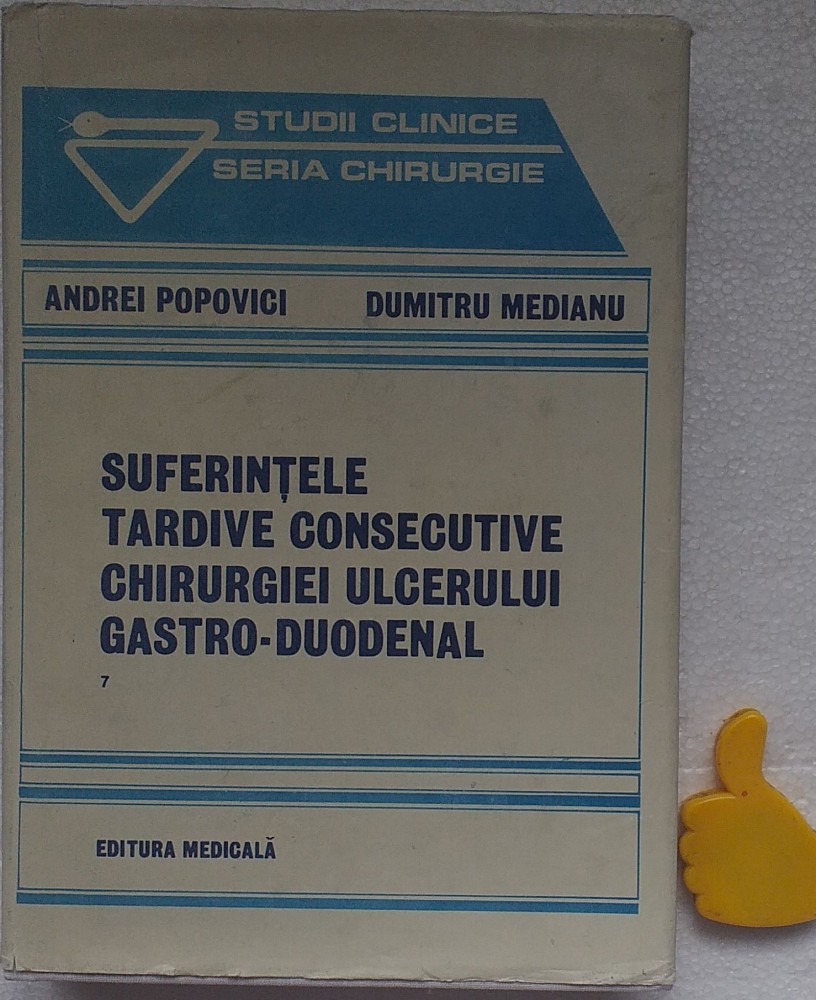 STUDII CLINICE
SERIA CHIRURGIE
ANDREI POPOVICI DUMITRU MEDIANU
SUFERINȚELE
TARDIVE CONSECUTIVE
CHIRURGIEI ULCERULUI
GASTRO-DUODENAL
7
EDITURA MEDICALĂ